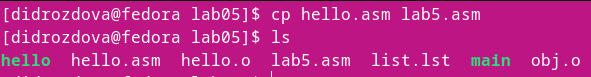 [didrozdova@fedora lab05]$ cp hello.asm lab5.asm
[didrozdova@fedora lab05]$ ls
hello hello.asm hello.o lab5.asm list.lst main obj.o